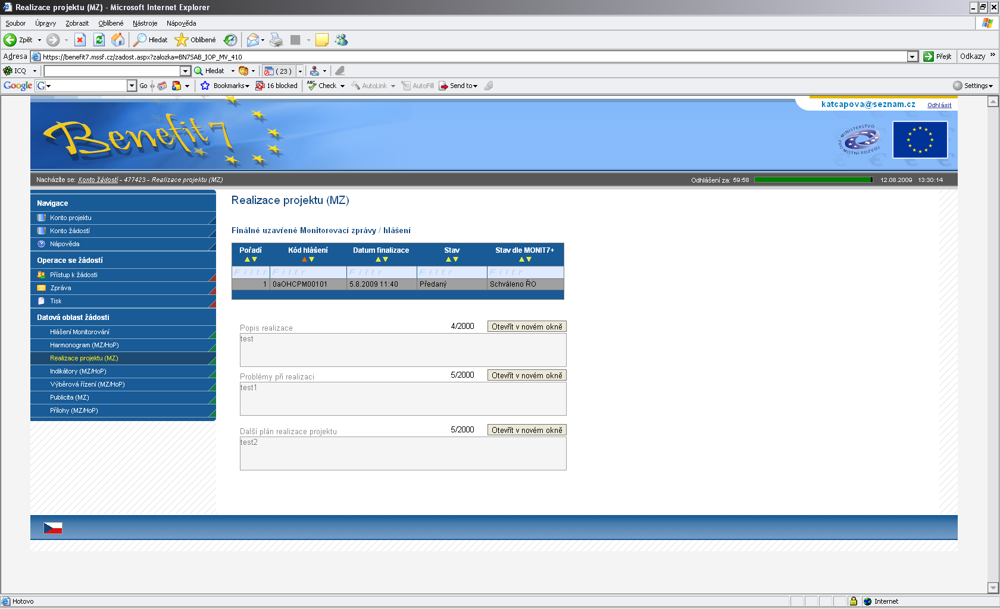 Realizace projektu (MZ) - Microsoft Internet Explorer
Soubor Úpravy Zobrazit Oblíbené Nástroje Nápověda
Zpět Hledat Oblíbené
Adresa https://benefit7.mssf.cz/zadost.aspx?zalozka=BN7SAB_IOP_MV_410 Přejít Odkazy »
ICQ Hledat ( 23 )
Google G Go Bookmarks 16 blocked ABC Check AutoLink AutoFill Send to Settings
katcapova@seznam.cz Odhlásit
Benefit 7
MINISTERSTVO PRO MÍSTNÍ ROZVOJ
Nacházíte se: Konto žádostí - 477423 - Realizace projektu (MZ) Odhlášení za: 59:58 12.08.2009 13:30:14
Navigace
Konto projektu
Konto žádostí
Nápověda
Operace se žádostí
Přístup k žádosti
Zpráva
Tisk
Datová oblast žádosti
Hlášení Monitorování
Harmonogram (MZ/HoP)
Realizace projektu (MZ)
Indikátory (MZ/HoP)
Výběrová řízení (MZ/HoP)
Publicita (MZ)
Přílohy (MZ/HoP)
Realizace projektu (MZ)
Finálně uzavřené Monitorovací zprávy / hlášení
Pořadí Kód hlášení Datum finalizace Stav Stav dle MONIT7+
Filtr Filtr Filtr Filtr Filtr
1 0aOHCPM00101 5.8.2009 11:40 Předaný Schváleno ŘO
Popis realizace 4/2000 Otevřít v novém okně
test
Problémy při realizaci 5/2000 Otevřít v novém okně
test1
Další plán realizace projektu 5/2000 Otevřít v novém okně
test2
Hotovo Internet